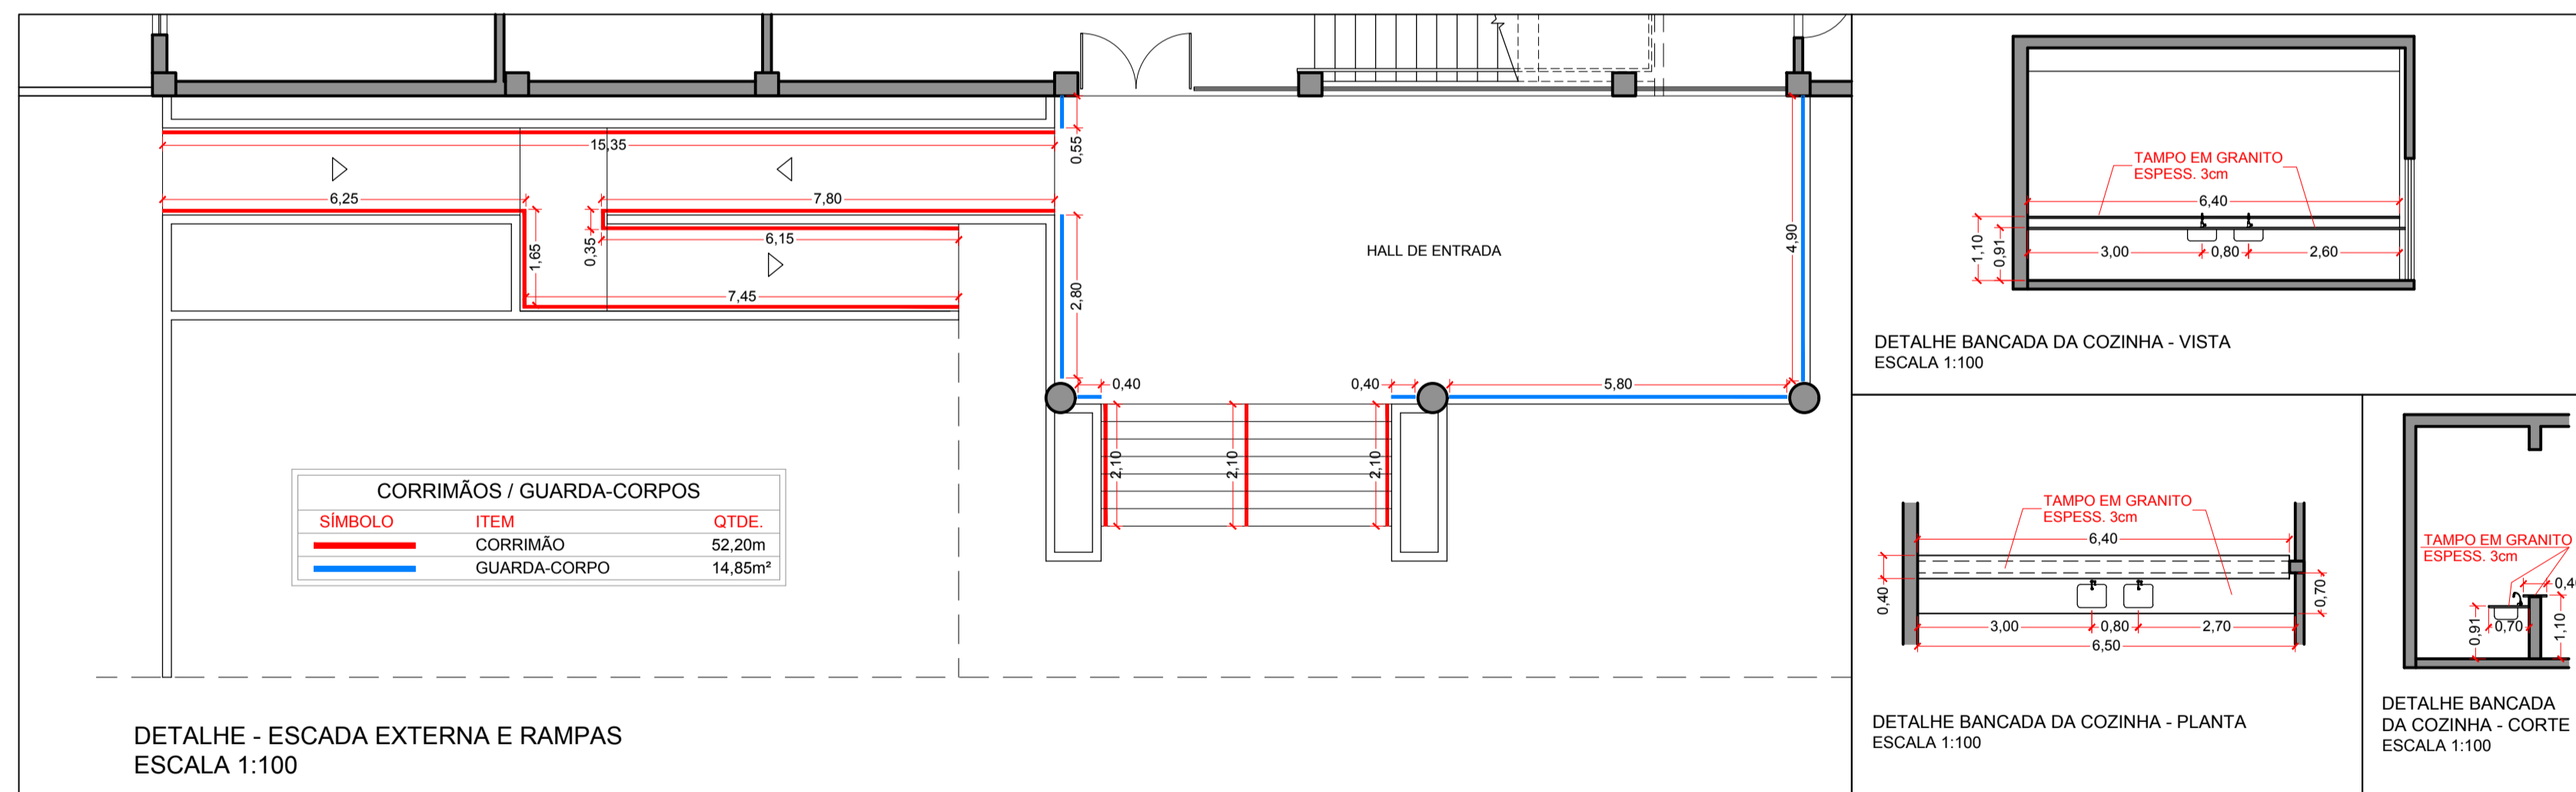 15,35
0,55
6,25
7,80
1,65
0,35
6,15
7,45
2,80
HALL DE ENTRADA
4,90
0,40
0,40
5,80
2,10
2,10
2,10
CORRIMÃOS / GUARDA-CORPOS
SÍMBOLO ITEM QTDE.
CORRIMÃO 52,20m
GUARDA-CORPO 14,85m²
DETALHE - ESCADA EXTERNA E RAMPAS
ESCALA 1:100
TAMPO EM GRANITO
ESPESS. 3cm
6,40
1,10
0,91
3,00 0,80 2,60
DETALHE BANCADA DA COZINHA - VISTA
ESCALA 1:100
TAMPO EM GRANITO
ESPESS. 3cm
6,40
0,40
0,70
3,00 0,80 2,70
6,50
DETALHE BANCADA DA COZINHA - PLANTA
ESCALA 1:100
TAMPO EM GRANITO
ESPESS. 3cm
0,91
0,70
1,10
DETALHE BANCADA
DA COZINHA - CORTE
ESCALA 1:100